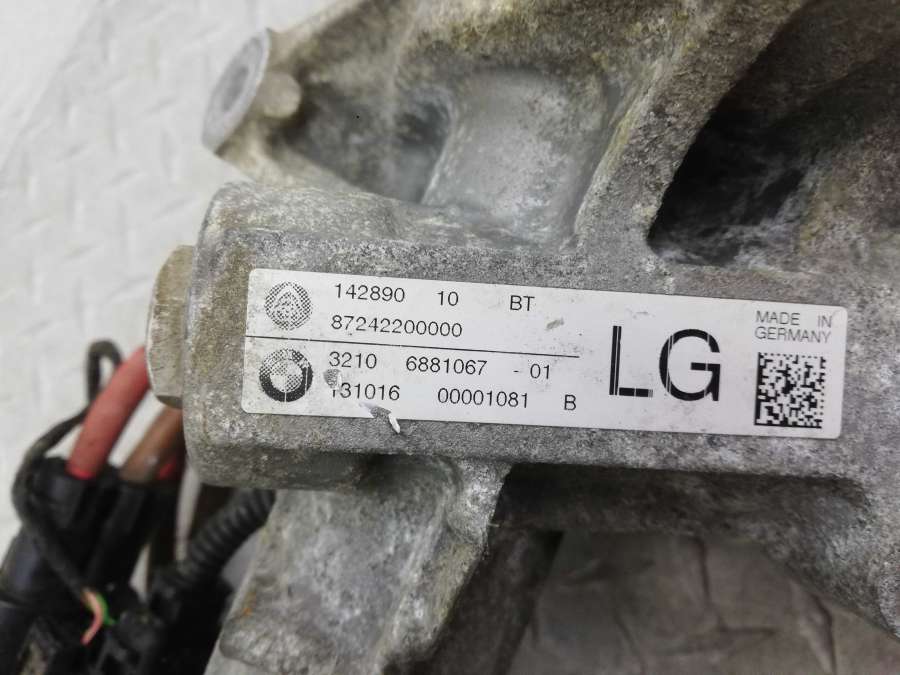 142890 10 BT
87242200000
3210 6881067 - 01
131016 00001081 B
LG
MADE IN
GERMANY